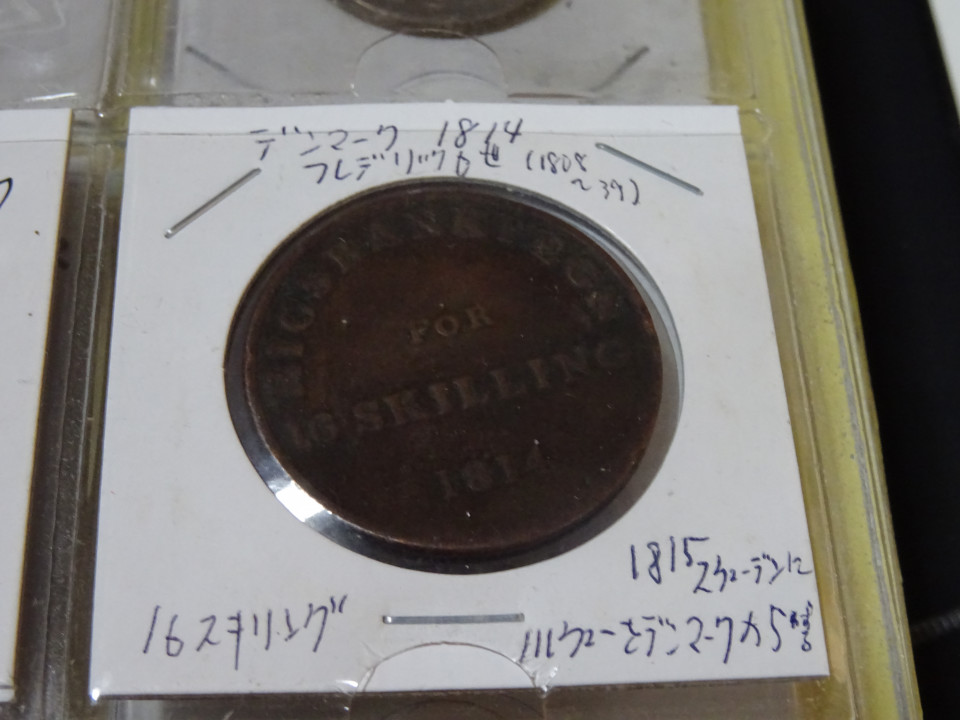 デンマーク 1814
フレデリック6世 (1808
~39)
RIGSBANKTEGN
FOR
16 SKILLING
1814
1815スウェーデンに
ノルウェーをデンマークから
16スキリング